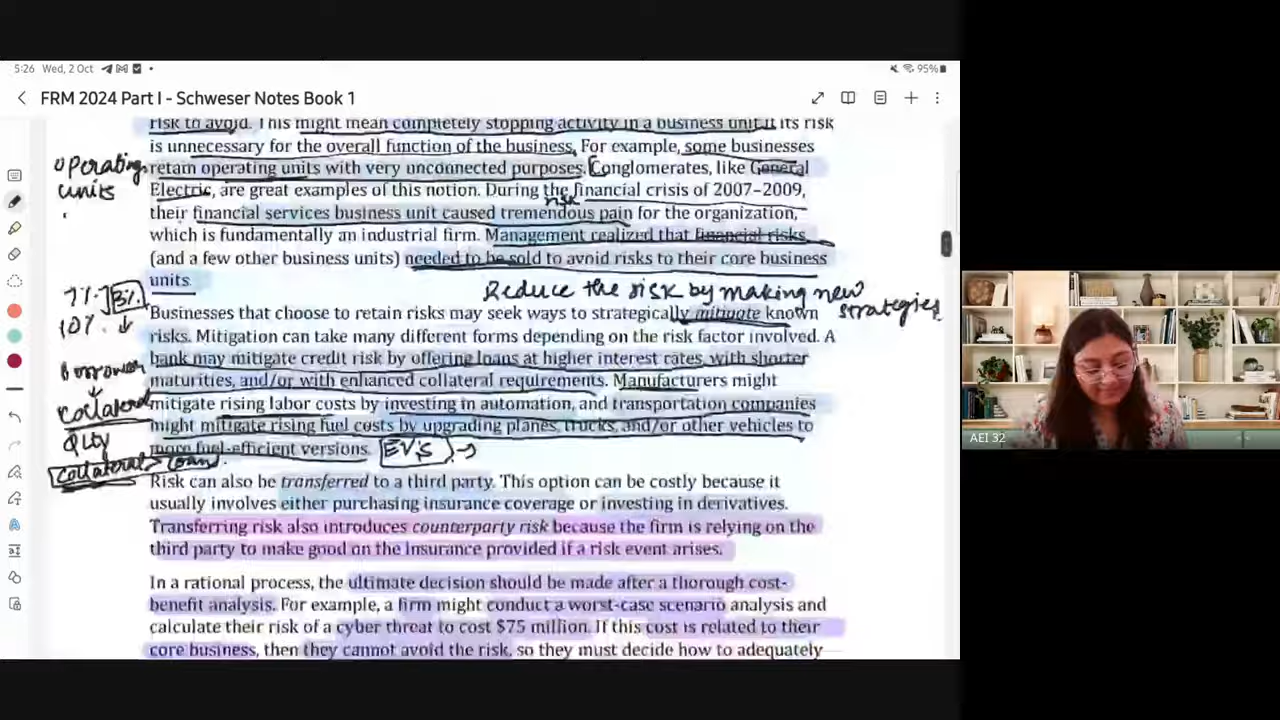 5:26 Wed, 2 Oct
95%
FRM 2024 Part I - Schweser Notes Book 1
risk to avoid. This might mean completely stopping activity in a business unit if its risk
is unnecessary for the overall function of the business. For example, some businesses
retain operating units with very unconnected purposes. Conglomerates, like General
Electric, are great examples of this notion. During the financial crisis of 2007–2009,
their financial services business unit caused tremendous pain for the organization,
which is fundamentally an industrial firm. Management realized that financial risks
(and a few other business units) needed to be sold to avoid risks to their core business
units.
operating
units
risk
Reduce the risk by making new
strategies
Businesses that choose to retain risks may seek ways to strategically mitigate known
risks. Mitigation can take many different forms depending on the risk factor involved. A
bank may mitigate credit risk by offering loans at higher interest rates, with shorter
maturities, and/or with enhanced collateral requirements. Manufacturers might
mitigate rising labor costs by investing in automation, and transportation companies
might mitigate rising fuel costs by upgrading planes, trucks, and/or other vehicles to
more fuel-efficient versions.
EV's
7%
3%
10%
borrower
collateral
Qlty
collateral > loan
Risk can also be transferred to a third party. This option can be costly because it
usually involves either purchasing insurance coverage or investing in derivatives.
Transferring risk also introduces counterparty risk because the firm is relying on the
third party to make good on the insurance provided if a risk event arises.
In a rational process, the ultimate decision should be made after a thorough cost-
benefit analysis. For example, a firm might conduct a worst-case scenario analysis and
calculate their risk of a cyber threat to cost $75 million. If this cost is related to their
core business, then they cannot avoid the risk, so they must decide how to adequately
AEI 32